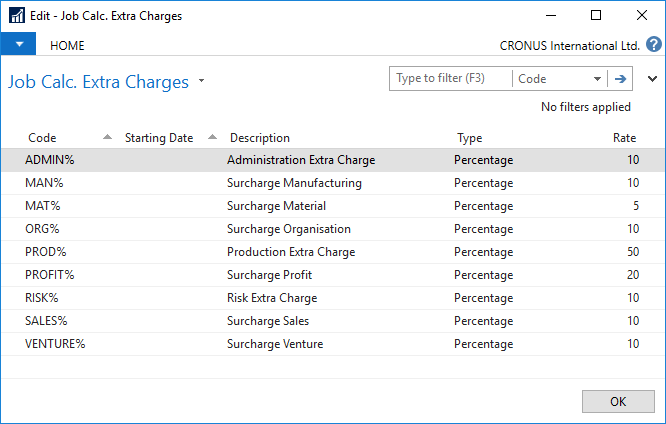 Edit - Job Calc. Extra Charges
HOME CRONUS International Ltd. ?
Job Calc. Extra Charges Type to filter (F3) Code
No filters applied
Code Starting Date Description Type Rate
ADMIN% Administration Extra Charge Percentage 10
MAN% Surcharge Manufacturing Percentage 10
MAT% Surcharge Material Percentage 5
ORG% Surcharge Organisation Percentage 10
PROD% Production Extra Charge Percentage 50
PROFIT% Surcharge Profit Percentage 20
RISK% Risk Extra Charge Percentage 10
SALES% Surcharge Sales Percentage 10
VENTURE% Surcharge Venture Percentage 10
OK